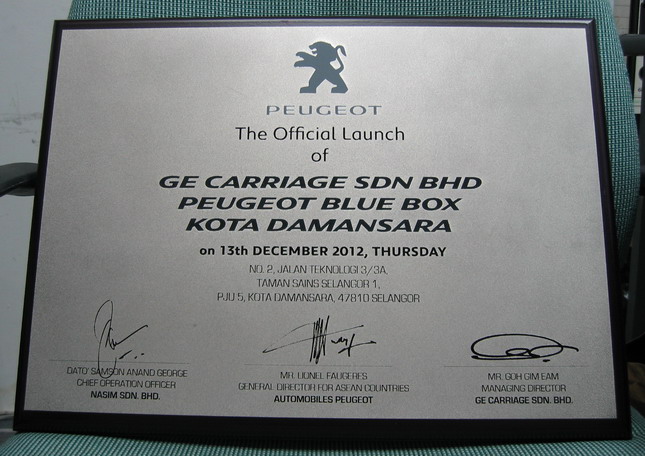 PEUGEOT
The Official Launch
of
GE CARRIAGE SDN BHD
PEUGEOT BLUE BOX
KOTA DAMANSARA
on 13th DECEMBER 2012, THURSDAY
NO. 2, JALAN TEKNOLOGI 3/3A,
TAMAN SAINS SELANGOR 1,
PJU 5, KOTA DAMANSARA, 47810 SELANGOR
DATO' SAMSON ANAND GEORGE
CHIEF OPERATION OFFICER
NASIM SDN. BHD.
MR. LIONEL FAUGERES
GENERAL DIRECTOR FOR ASEAN COUNTRIES
AUTOMOBILES PEUGEOT
MR. GOH GIM EAM
MANAGING DIRECTOR
GE CARRIAGE SDN. BHD.